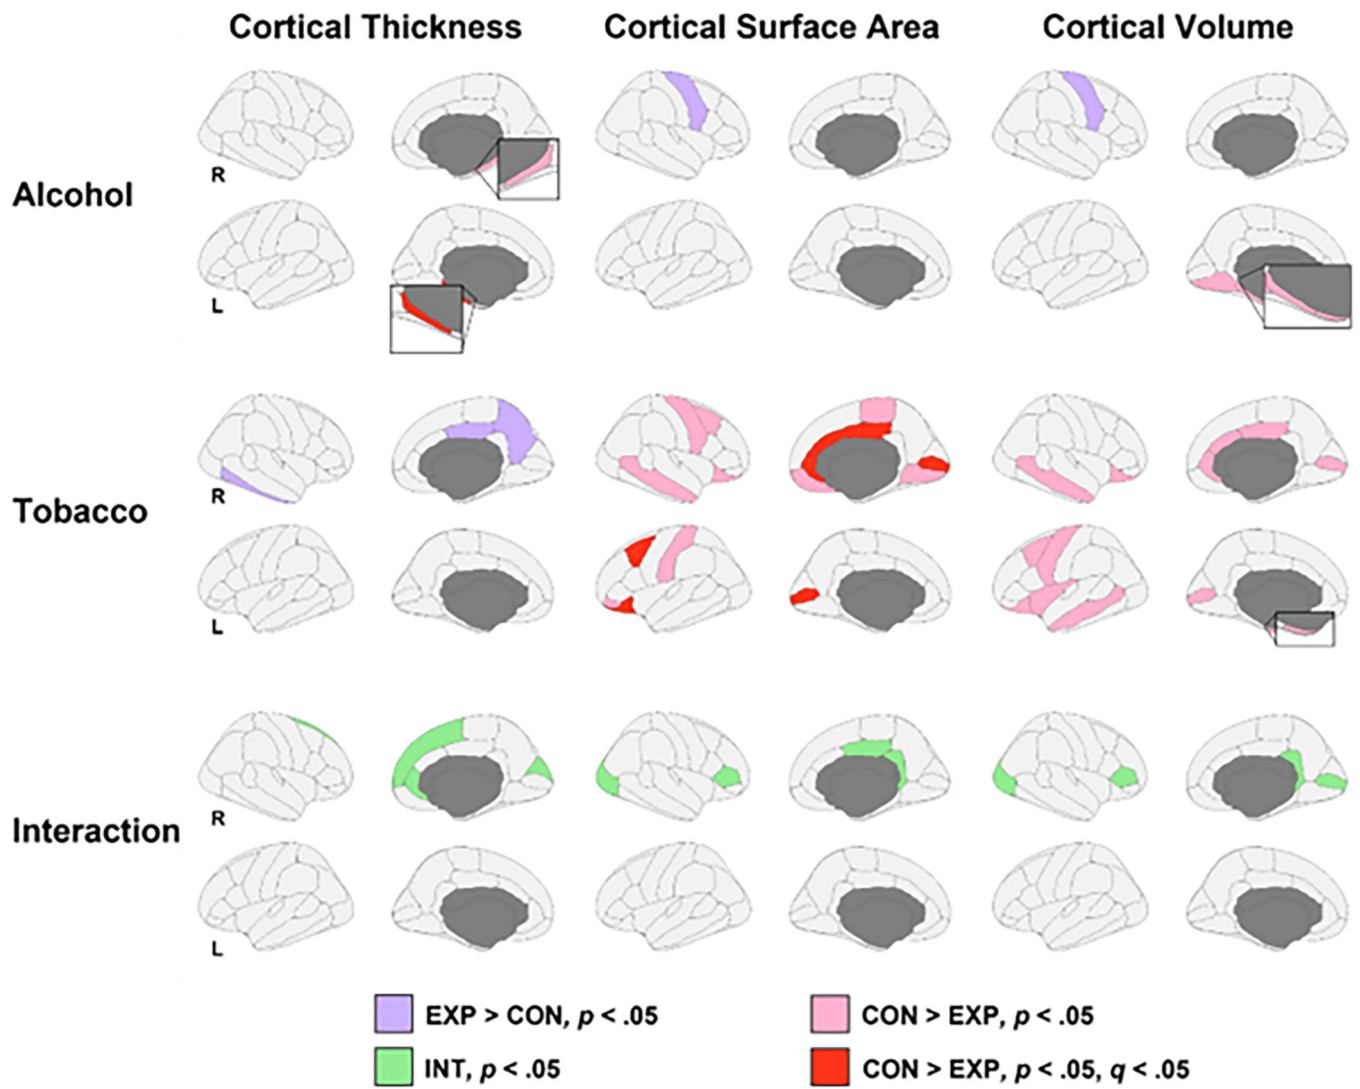 Cortical Thickness Cortical Surface Area Cortical Volume
Alcohol
R
L
Tobacco
R
L
Interaction
R
L
EXP > CON, p < .05 CON > EXP, p < .05
INT, p < .05 CON > EXP, p < .05, q < .05